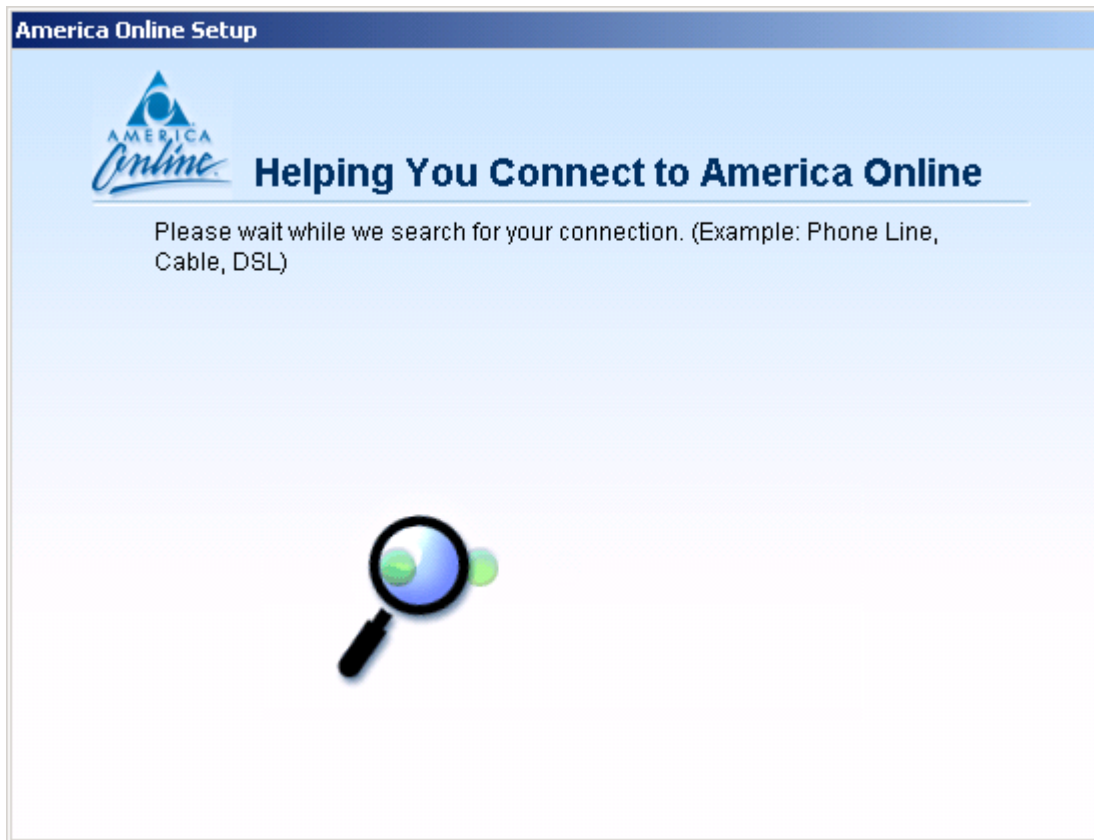 America Online Setup
AMERICA
Online.
Helping You Connect to America Online
Please wait while we search for your connection. (Example: Phone Line,
Cable, DSL)